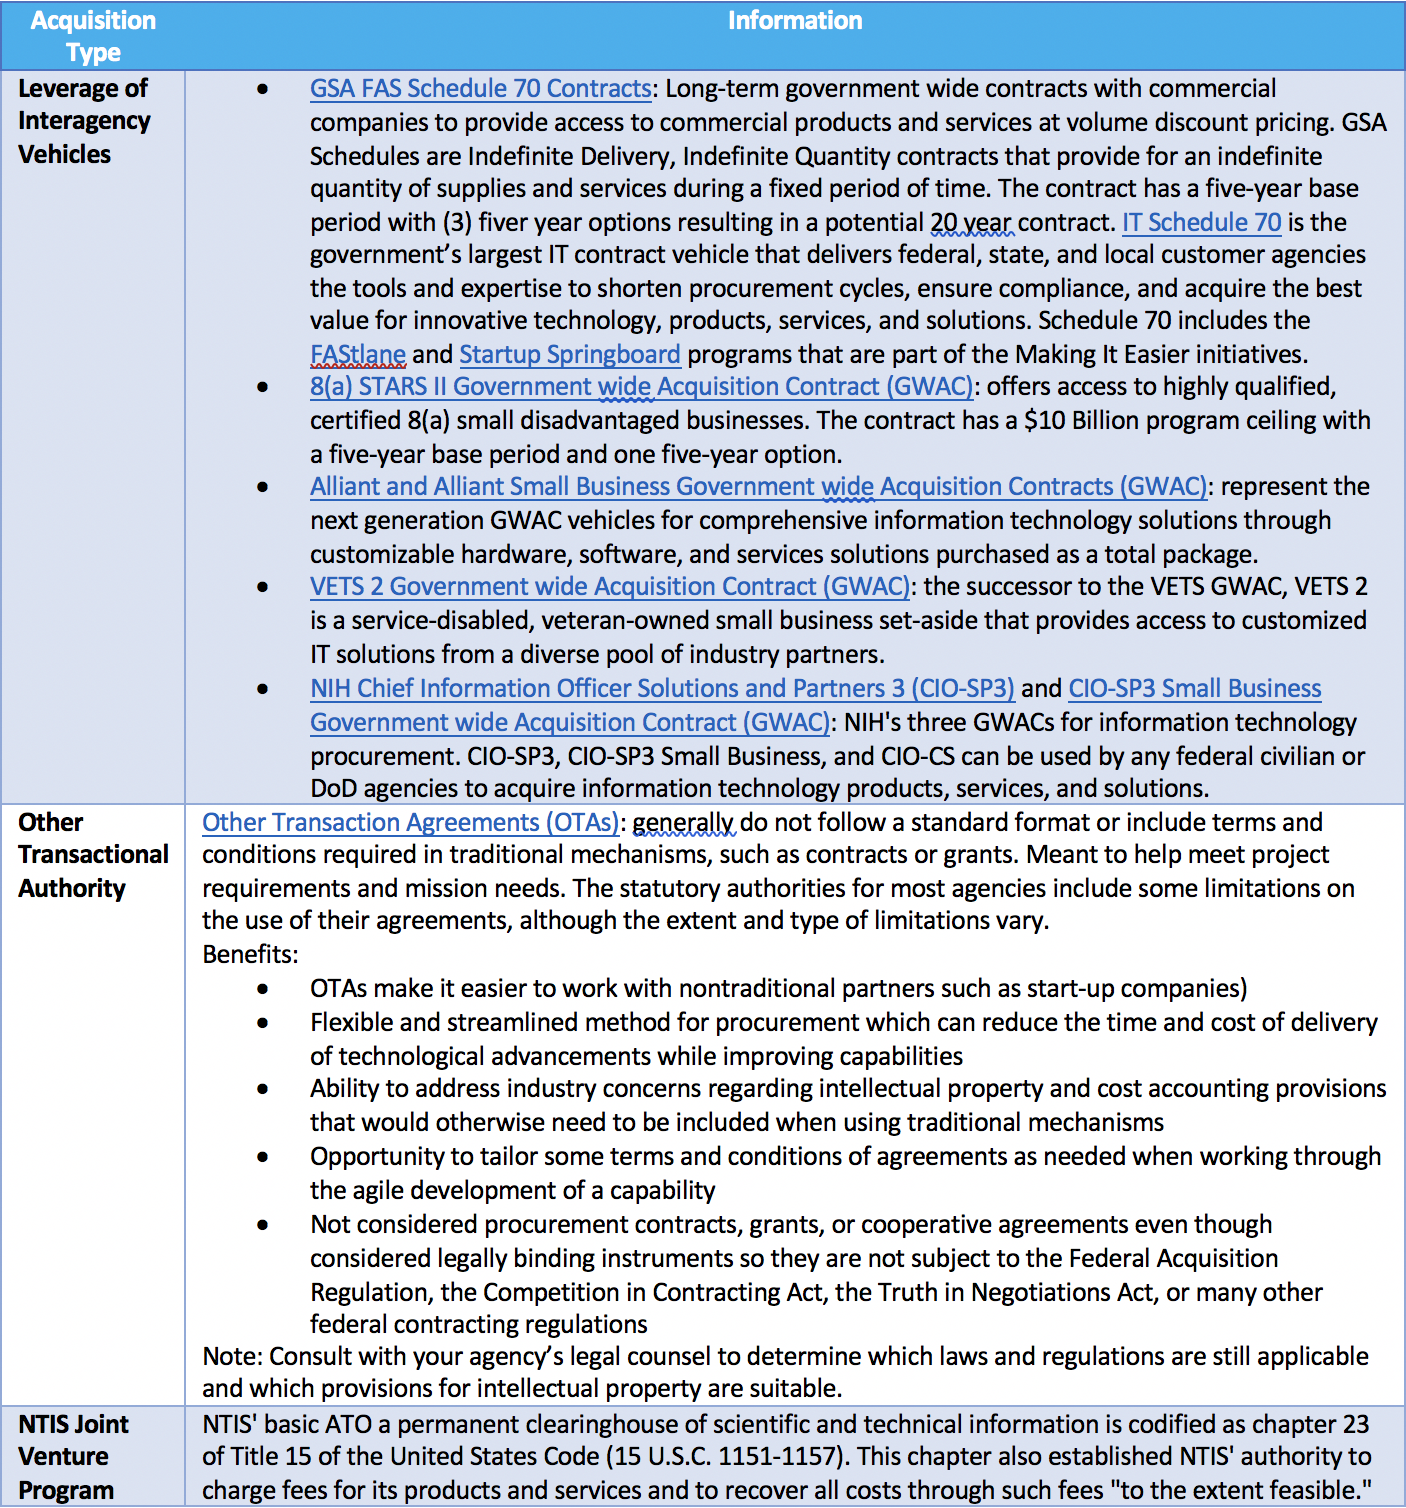 Acquisition Type
Information
Leverage of Interagency Vehicles
• GSA FAS Schedule 70 Contracts: Long-term government wide contracts with commercial
companies to provide access to commercial products and services at volume discount pricing. GSA
Schedules are Indefinite Delivery, Indefinite Quantity contracts that provide for an indefinite
quantity of supplies and services during a fixed period of time. The contract has a five-year base
period with (3) fiver year options resulting in a potential 20 year contract. IT Schedule 70 is the
government’s largest IT contract vehicle that delivers federal, state, and local customer agencies
the tools and expertise to shorten procurement cycles, ensure compliance, and acquire the best
value for innovative technology, products, services, and solutions. Schedule 70 includes the
FAStlane and Startup Springboard programs that are part of the Making It Easier initiatives.
• 8(a) STARS II Government wide Acquisition Contract (GWAC): offers access to highly qualified,
certified 8(a) small disadvantaged businesses. The contract has a $10 Billion program ceiling with
a five-year base period and one five-year option.
• Alliant and Alliant Small Business Government wide Acquisition Contracts (GWAC): represent the
next generation GWAC vehicles for comprehensive information technology solutions through
customizable hardware, software, and services solutions purchased as a total package.
• VETS 2 Government wide Acquisition Contract (GWAC): the successor to the VETS GWAC, VETS 2
is a service-disabled, veteran-owned small business set-aside that provides access to customized
IT solutions from a diverse pool of industry partners.
• NIH Chief Information Officer Solutions and Partners 3 (CIO-SP3) and CIO-SP3 Small Business
Government wide Acquisition Contract (GWAC): NIH's three GWACs for information technology
procurement. CIO-SP3, CIO-SP3 Small Business, and CIO-CS can be used by any federal civilian or
DoD agencies to acquire information technology products, services, and solutions.
Other Transactional Authority
Other Transaction Agreements (OTAs): generally do not follow a standard format or include terms and
conditions required in traditional mechanisms, such as contracts or grants. Meant to help meet project
requirements and mission needs. The statutory authorities for most agencies include some limitations on
the use of their agreements, although the extent and type of limitations vary.
Benefits:
• OTAs make it easier to work with nontraditional partners such as start-up companies)
• Flexible and streamlined method for procurement which can reduce the time and cost of delivery
of technological advancements while improving capabilities
• Ability to address industry concerns regarding intellectual property and cost accounting provisions
that would otherwise need to be included when using traditional mechanisms
• Opportunity to tailor some terms and conditions of agreements as needed when working through
the agile development of a capability
• Not considered procurement contracts, grants, or cooperative agreements even though
considered legally binding instruments so they are not subject to the Federal Acquisition
Regulation, the Competition in Contracting Act, the Truth in Negotiations Act, or many other
federal contracting regulations
Note: Consult with your agency’s legal counsel to determine which laws and regulations are still applicable
and which provisions for intellectual property are suitable.
NTIS Joint Venture Program
NTIS' basic ATO a permanent clearinghouse of scientific and technical information is codified as chapter 23
of Title 15 of the United States Code (15 U.S.C. 1151-1157). This chapter also established NTIS' authority to
charge fees for its products and services and to recover all costs through such fees "to the extent feasible."